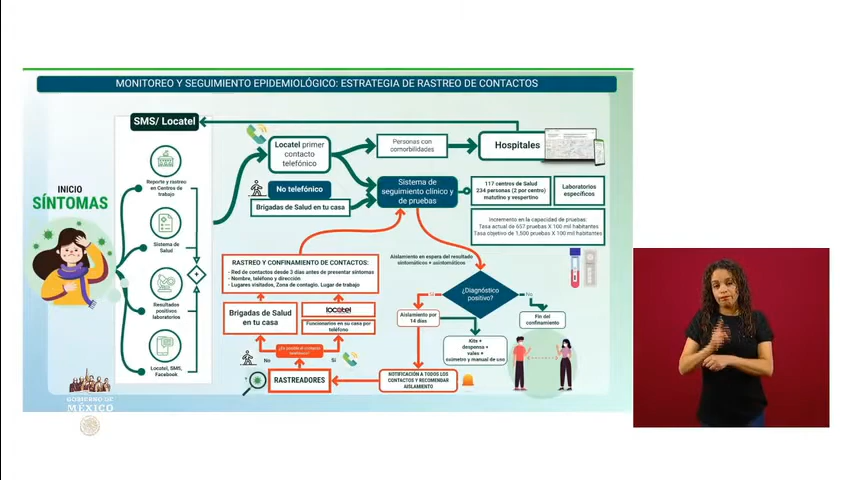 MONITOREO Y SEGUIMIENTO EPIDEMIOLÓGICO: ESTRATEGIA DE RASTREO DE CONTACTOS
SMS/ Locatel
INICIO
SÍNTOMAS
Reporte y rastreo
en Centros de
trabajo
Sistema de
Salud
Resultados
positivos
laboratorios
Locatel, SMS,
Facebook
Locatel primer
contacto
telefónico
No telefónico
Brigadas de Salud en tu casa
Personas con
comorbilidades
Hospitales
Sistema de
seguimiento clínico y
de pruebas
117 centros de Salud
234 personas (2 por centro)
matutino y vespertino
Laboratorios
específicos
Incremento en la capacidad de pruebas:
Tasa actual de 657 pruebas X 100 mil habitantes
Tasa objetivo de 1,500 pruebas X 100 mil habitantes
RASTREO Y CONFINAMIENTO DE CONTACTOS:
- Red de contactos desde 3 días antes de presentar síntomas
- Nombre, teléfono y dirección
- Lugares visitados, Zona de contagio. Lugar de trabajo
Aislamiento en espera del resultado
sintomáticos + asintomáticos
¿Diagnóstico
positivo?
Sí
No
Aislamiento por
14 días
Fin del
confinamiento
Kits +
despensa +
vales +
oxímetro y manual de uso
Brigadas de Salud
en tu casa
locatel
Funcionarios en su casa por
teléfono
No
Sí
RASTREADORES
NOTIFICACIÓN A TODOS LOS
CONTACTOS Y RECOMENDAR
AISLAMIENTO
GOBIERNO DE
MÉXICO